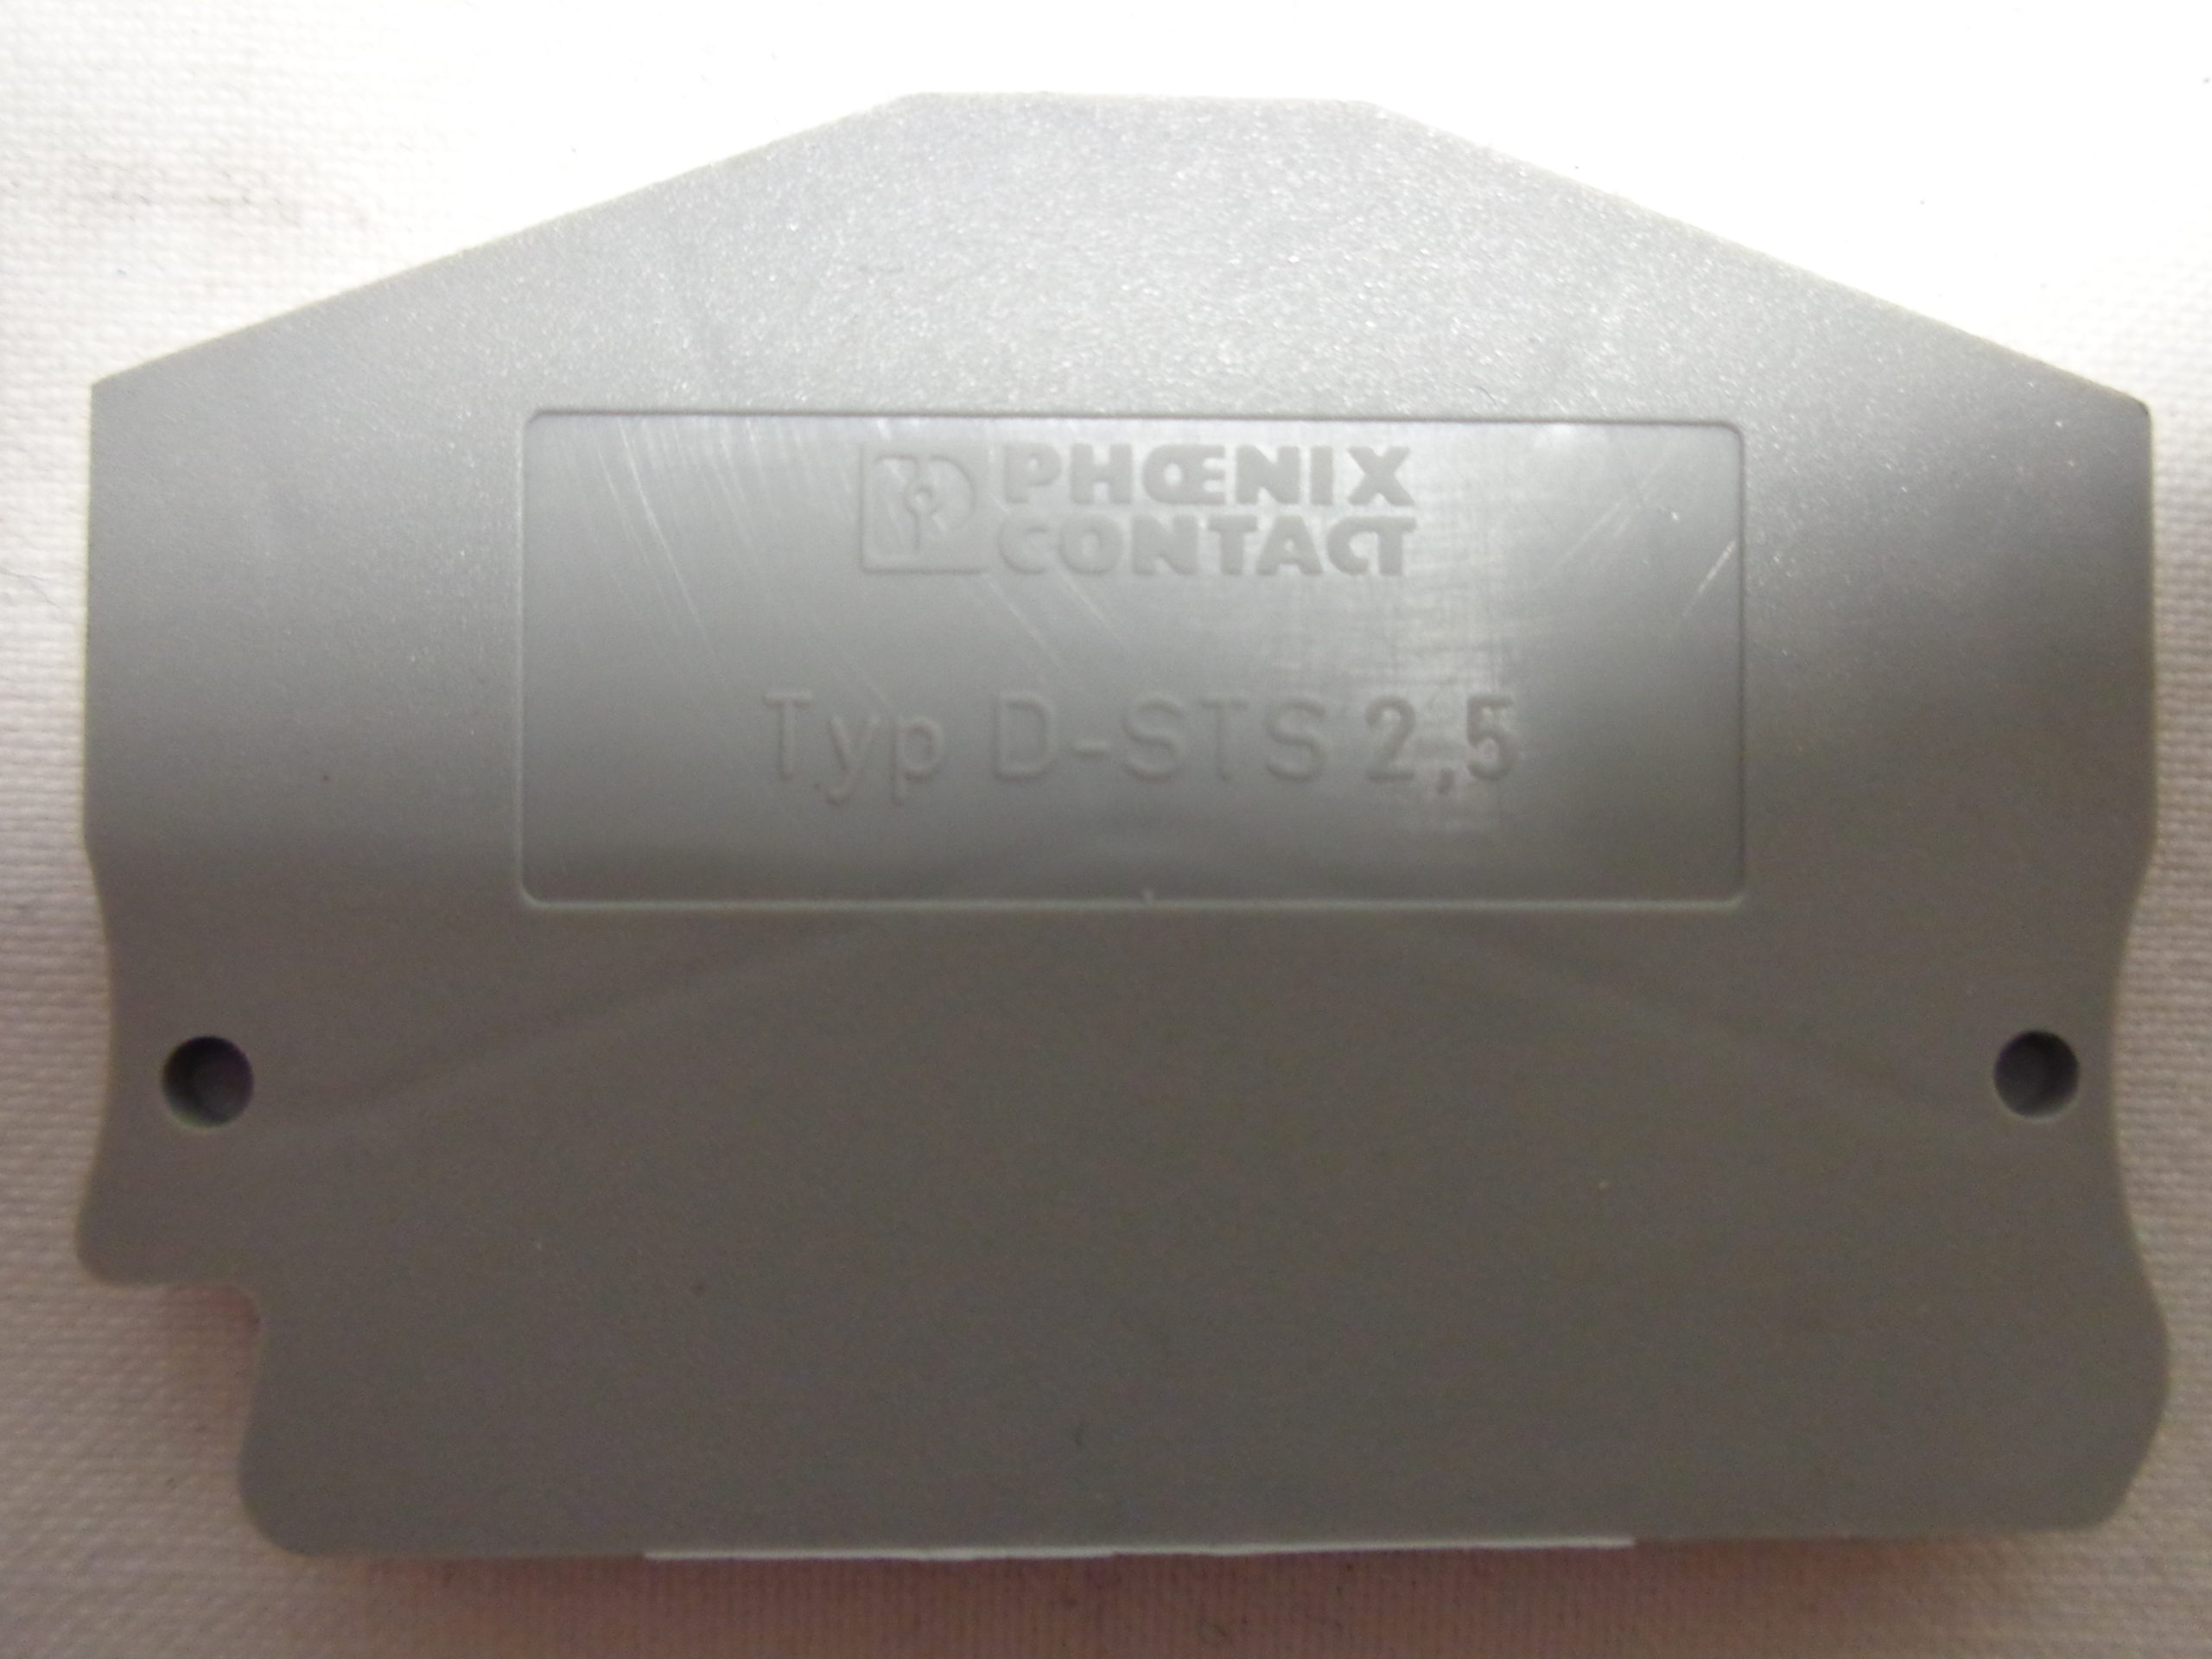 PHŒNIX
CONTACT
Typ D-STS 2,5